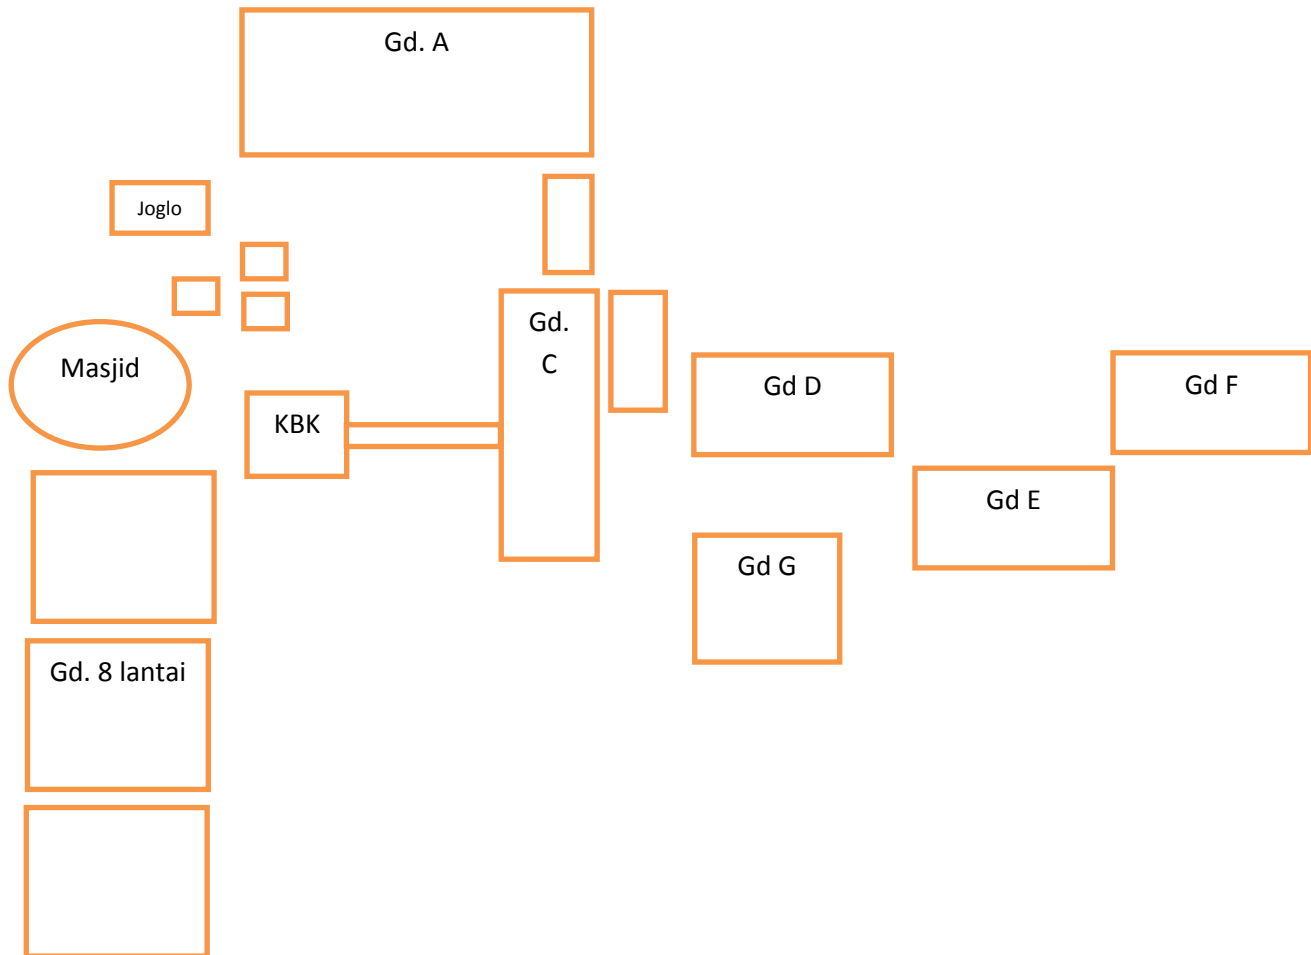 Gd. A
Joglo
Gd.
C
Masjid
Gd D
Gd F
KBK
Gd E
Gd G
Gd. 8 lantai